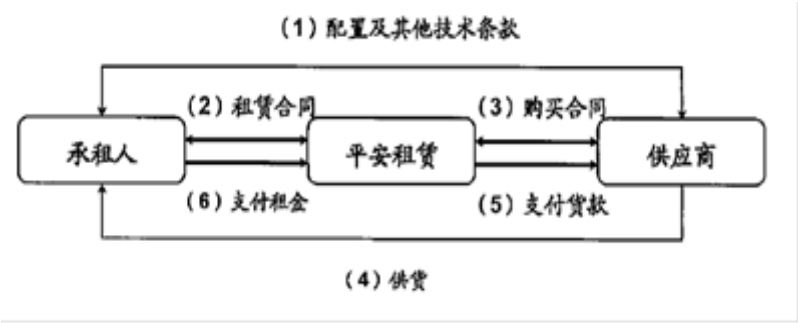 （1）配置及其他技术条款
（2）租赁合同
（3）购买合同
承租人
平安租赁
供应商
（6）支付租金
（5）支付货款
（4）供货